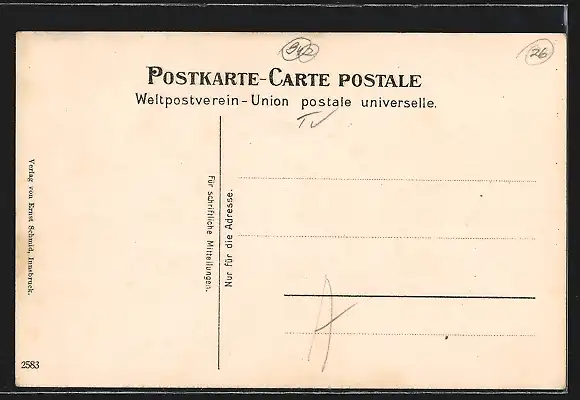 26
POSTKARTE-CARTE POSTALE
Weltpostverein-Union postale universelle.
Für schriftliche Mitteilungen.
Nur für die Adresse.
Verlag von Ernst Schmid, Innsbruck.
2583